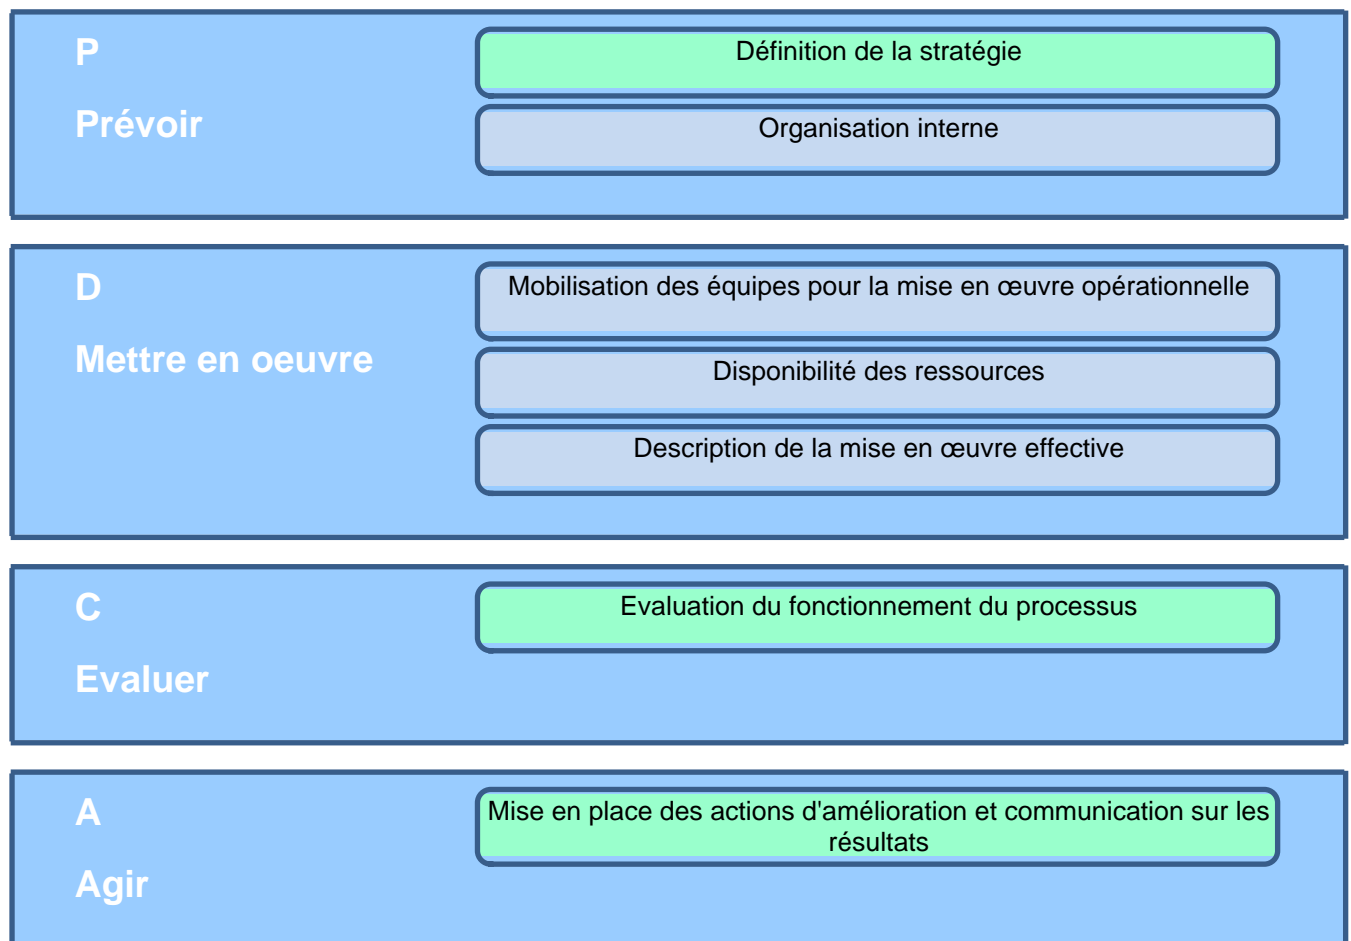 P
Définition de la stratégie
Prévoir
Organisation interne
D
Mobilisation des équipes pour la mise en œuvre opérationnelle
Mettre en oeuvre
Disponibilité des ressources
Description de la mise en œuvre effective
C
Evaluation du fonctionnement du processus
Evaluer
A
Mise en place des actions d'amélioration et communication sur les
résultats
Agir